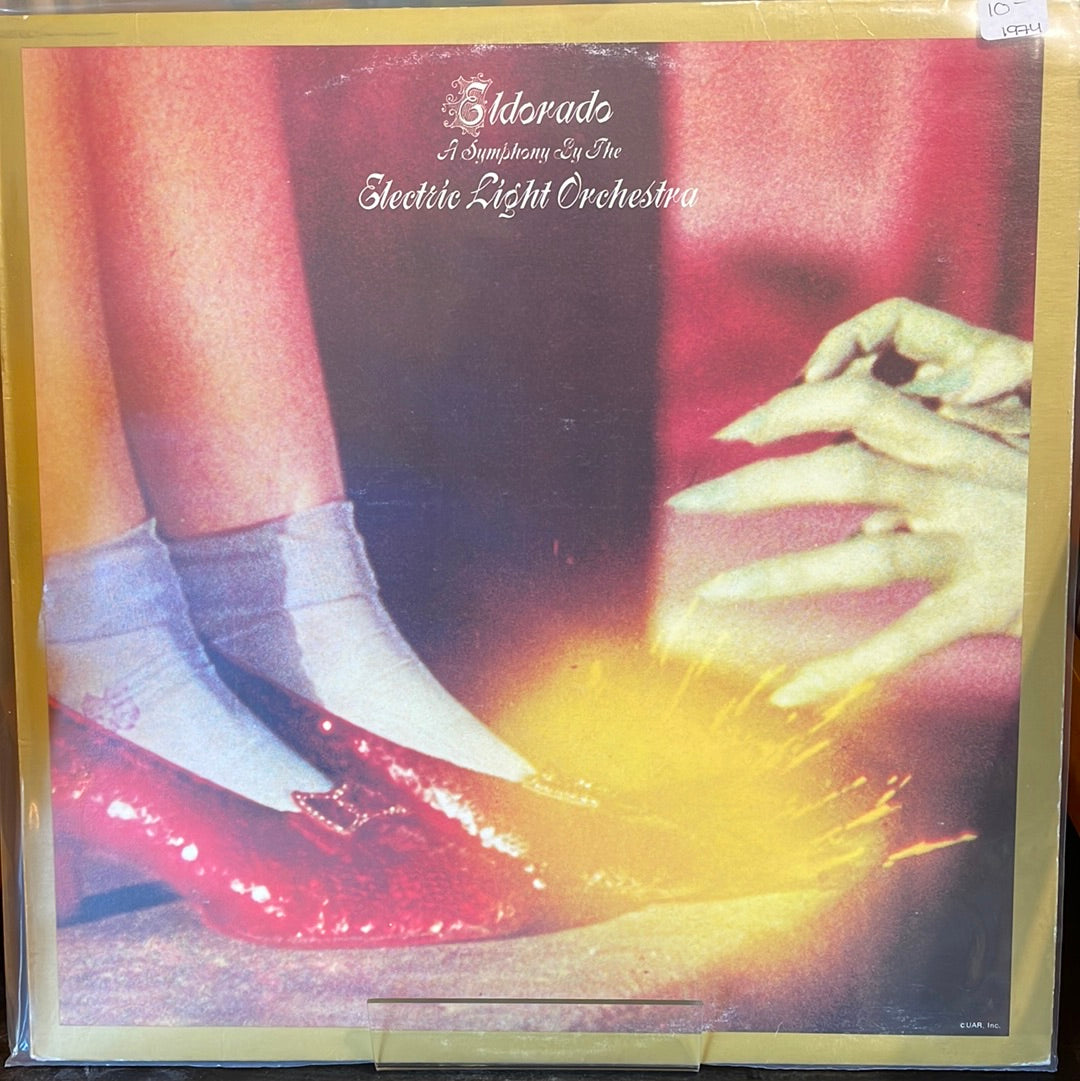 10-
1974
Eldorado
A Symphony By The
Electric Light Orchestra
©UAR, Inc.